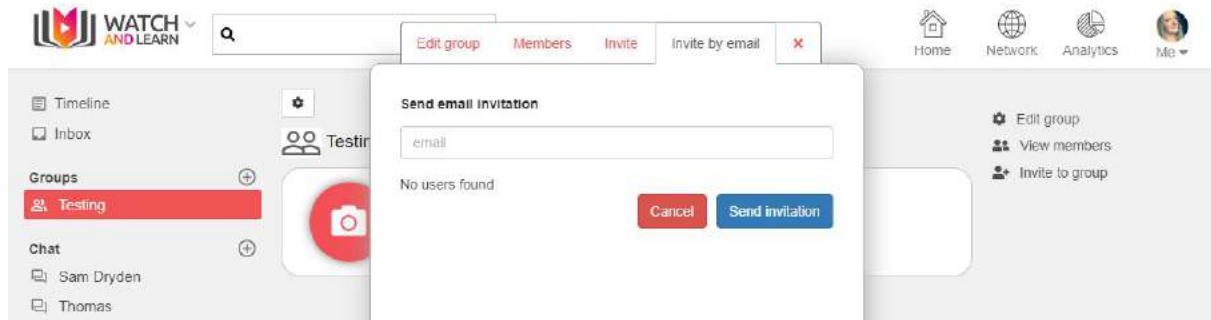 WATCH
AND LEARN
Edit group
Members
Invite
Invite by email
Home
Network
Analytics
Me
Timeline
Inbox
Groups
Testing
Chat
Sam Dryden
Thomas
Testin
Send email invitation
email
No users found
Cancel
Send invitation
Edit group
View members
Invite to group